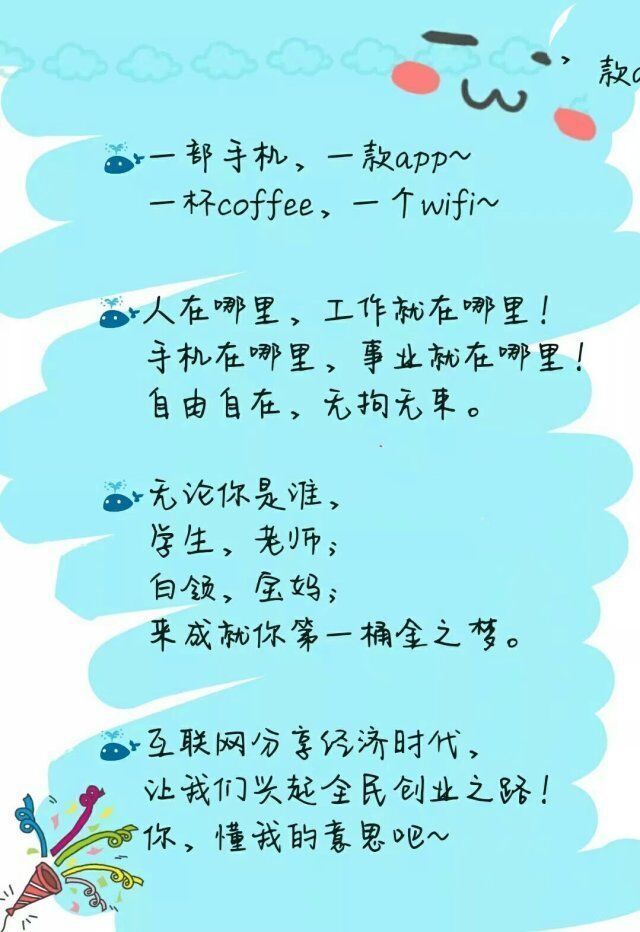 款a
一部手机，一款app~
一杯coffee，一个wifi~
人在哪里，工作就在哪里！
手机在哪里，事业就在哪里！
自由自在，无拘无束。
无论你是谁，
学生，老师；
白领，宝妈；
来成就你第一桶金之梦。
互联网分享经济时代，
让我们兴起全民创业之路！
你，懂我的意思吧~